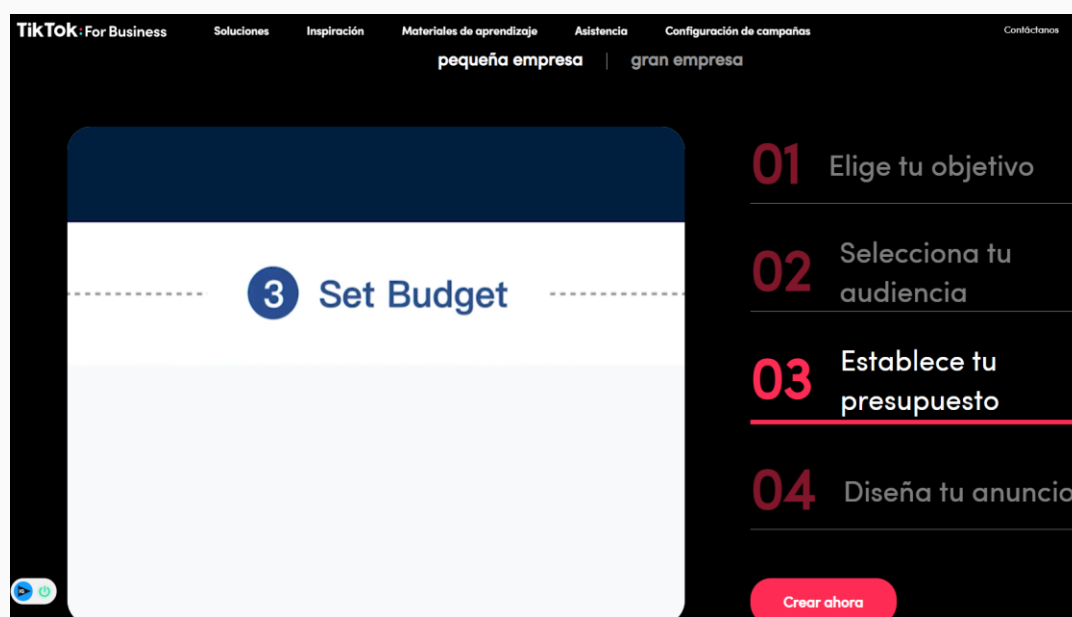 TikTok: For Business Soluciones Inspiración Materiales de aprendizaje Asistencia Configuración de campañas Contáctanos
pequeña empresa | gran empresa
3 Set Budget
01 Elige tu objetivo
02 Selecciona tu
audiencia
03 Establece tu
presupuesto
04 Diseña tu anuncio
Crear ahora